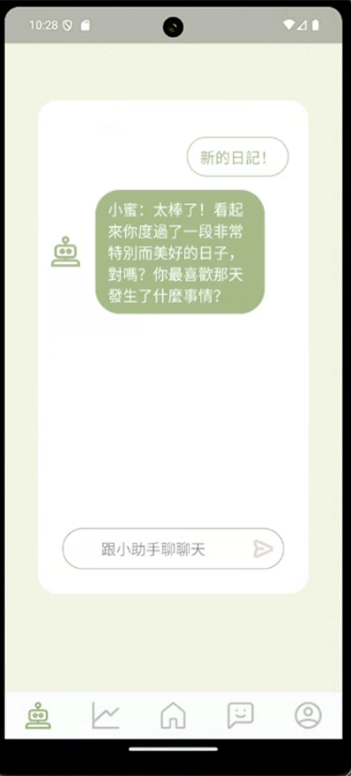 10:28
新的日記！
小蜜：太棒了！看起
來你度過了一段非常
特別而美好的日子，
對嗎？你最喜歡那天
發生了什麼事情？
跟小助手聊聊天